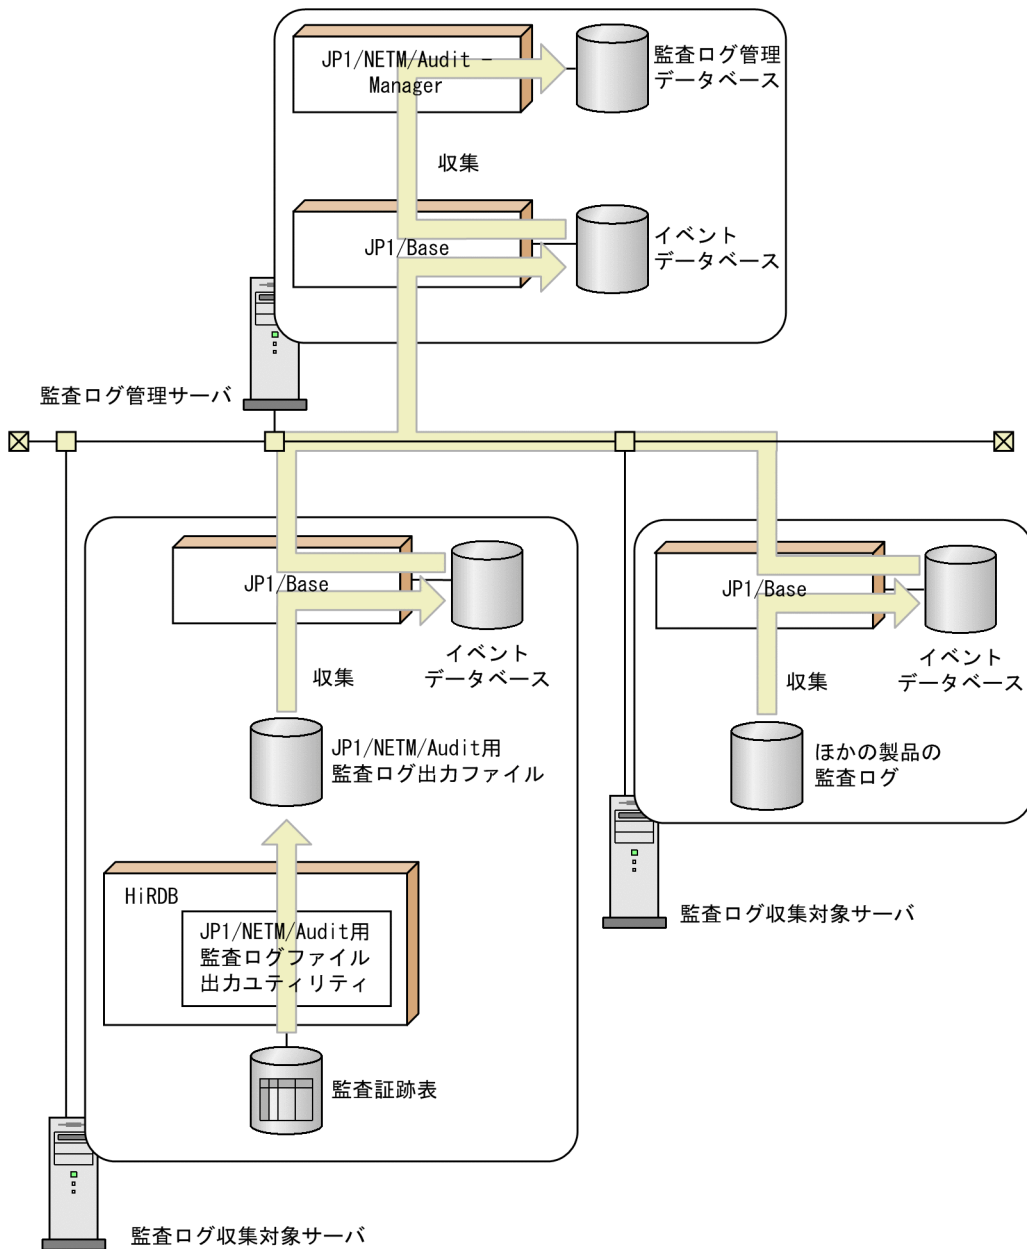 JP1/NETM/Audit -
Manager
監査ログ管理
データベース
収集
JP1/Base
イベント
データベース
監査ログ管理サーバ
JP1/Base
イベント
データベース
収集
JP1/NETM/Audit用
監査ログ出力ファイル
HiRDB
JP1/NETM/Audit用
監査ログファイル
出力ユティリティ
監査証跡表
監査ログ収集対象サーバ
JP1/Base
イベント
データベース
収集
ほかの製品の
監査ログ
監査ログ収集対象サーバ